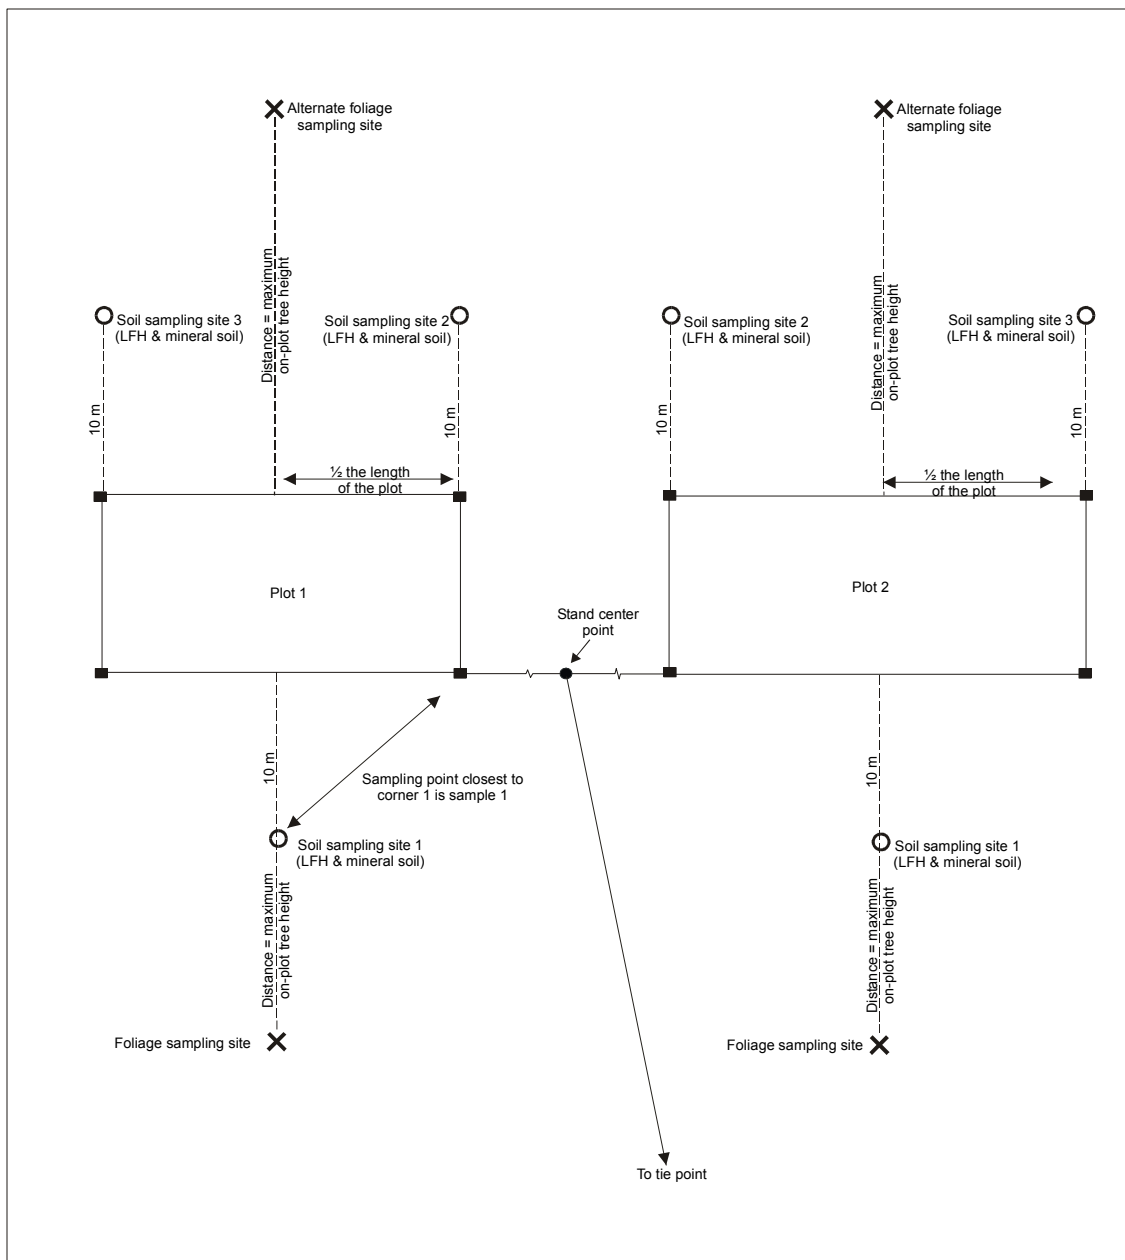 Alternate foliage
sampling site
Alternate foliage
sampling site
Distance = maximum
on-plot tree height
Distance = maximum
on-plot tree height
Soil sampling site 3
(LFH & mineral soil)
Soil sampling site 2
(LFH & mineral soil)
Soil sampling site 2
(LFH & mineral soil)
Soil sampling site 3
(LFH & mineral soil)
10 m
10 m
10 m
10 m
½ the length
of the plot
½ the length
of the plot
Plot 1
Plot 2
Stand center
point
10 m
Sampling point closest to
corner 1 is sample 1
10 m
Soil sampling site 1
(LFH & mineral soil)
Soil sampling site 1
(LFH & mineral soil)
Distance = maximum
on-plot tree height
Distance = maximum
on-plot tree height
Foliage sampling site
Foliage sampling site
To tie point